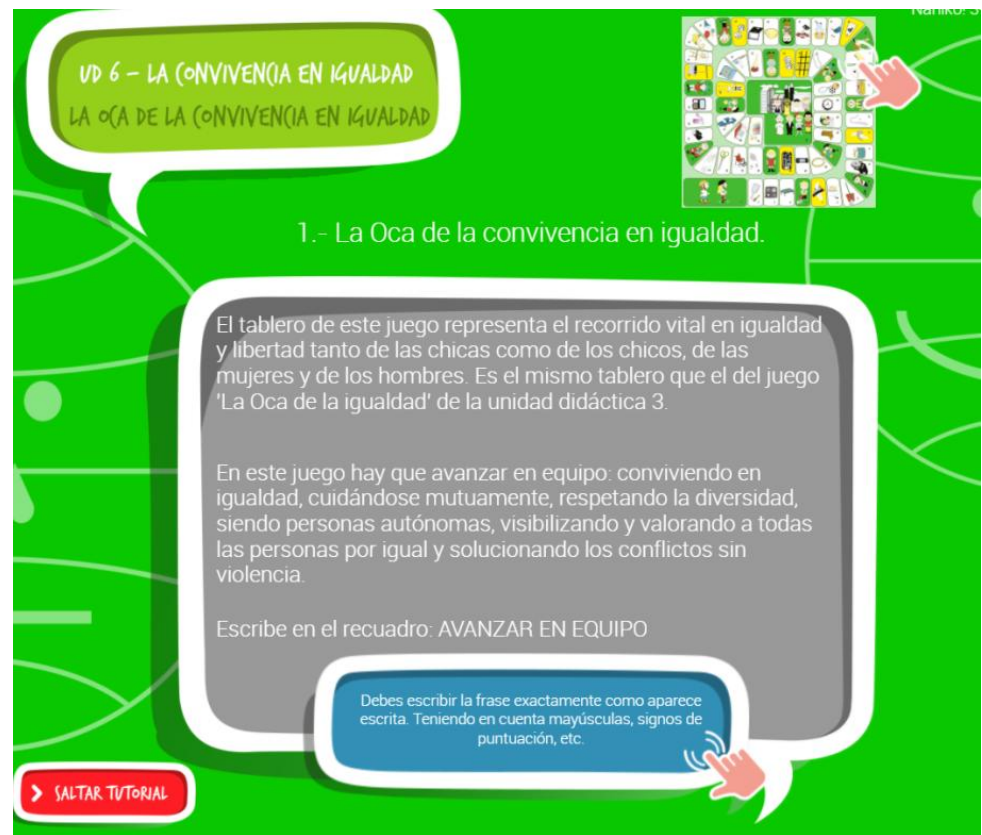 Nahiko! 3
UD 6 – LA CONVIVENCIA EN IGUALDAD
LA OCA DE LA CONVIVENCIA EN IGUALDAD
1.- La Oca de la convivencia en igualdad.
El tablero de este juego representa el recorrido vital en igualdad
y libertad tanto de las chicas como de los chicos, de las
mujeres y de los hombres. Es el mismo tablero que el del juego
'La Oca de la igualdad' de la unidad didáctica 3.
En este juego hay que avanzar en equipo: conviviendo en
igualdad, cuidándose mutuamente, respetando la diversidad,
siendo personas autónomas, visibilizando y valorando a todas
las personas por igual y solucionando los conflictos sin
violencia.
Escribe en el recuadro: AVANZAR EN EQUIPO
Debes escribir la frase exactamente como aparece
escrita. Teniendo en cuenta mayúsculas, signos de
puntuación, etc.
> SALTAR TUTORIAL